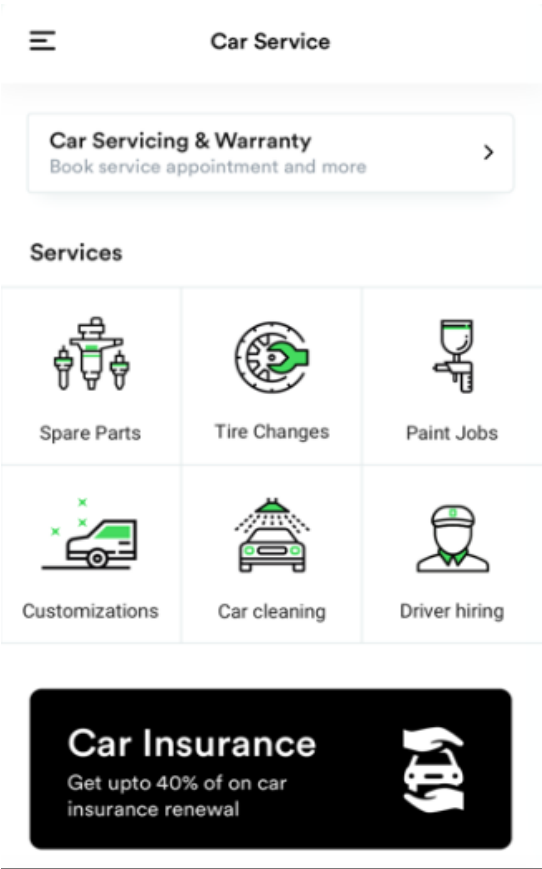 Car Service
Car Servicing & Warranty
Book service appointment and more
Services
Spare Parts
Tire Changes
Paint Jobs
Customizations
Car cleaning
Driver hiring
Car Insurance
Get upto 40% of on car
insurance renewal